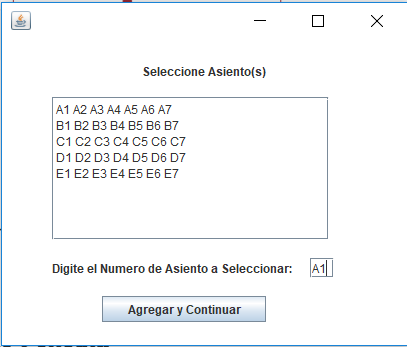 Seleccione Asiento(s)
A1 A2 A3 A4 A5 A6 A7
B1 B2 B3 B4 B5 B6 B7
C1 C2 C3 C4 C5 C6 C7
D1 D2 D3 D4 D5 D6 D7
E1 E2 E3 E4 E5 E6 E7
Digite el Numero de Asiento a Seleccionar: A1
Agregar y Continuar